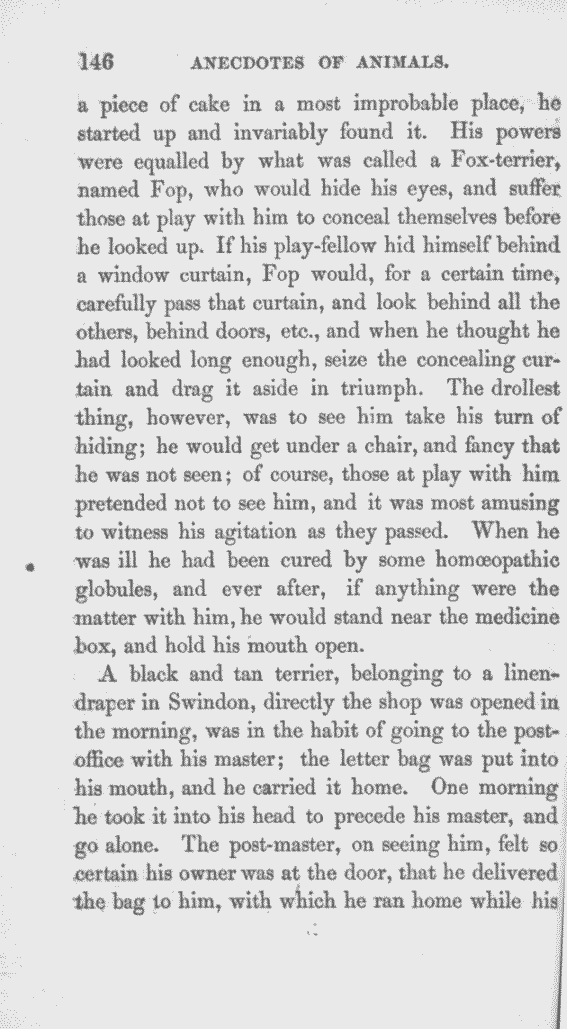 146 ANECDOTES OF ANIMALS.
a piece of cake in a most improbable place, he
started up and invariably found it. His powers
were equalled by what was called a Fox-terrier,
named Fop, who would hide his eyes, and suffer
those at play with him to conceal themselves before
he looked up. If his play-fellow hid himself behind
a window curtain, Fop would, for a certain time,
carefully pass that curtain, and look behind all the
others, behind doors, etc., and when he thought he
had looked long enough, seize the concealing cur-
tain and drag it aside in triumph. The drollest
thing, however, was to see him take his turn of
hiding; he would get under a chair, and fancy that
he was not seen; of course, those at play with him
pretended not to see him, and it was most amusing
to witness his agitation as they passed. When he
was ill he had been cured by some homœopathic
globules, and ever after, if anything were the
matter with him, he would stand near the medicine
box, and hold his mouth open.
A black and tan terrier, belonging to a linen-
draper in Swindon, directly the shop was opened in
the morning, was in the habit of going to the post-
office with his master; the letter bag was put into
his mouth, and he carried it home. One morning
he took it into his head to precede his master, and
go alone. The post-master, on seeing him, felt so
certain his owner was at the door, that he delivered
the bag to him, with which he ran home while his